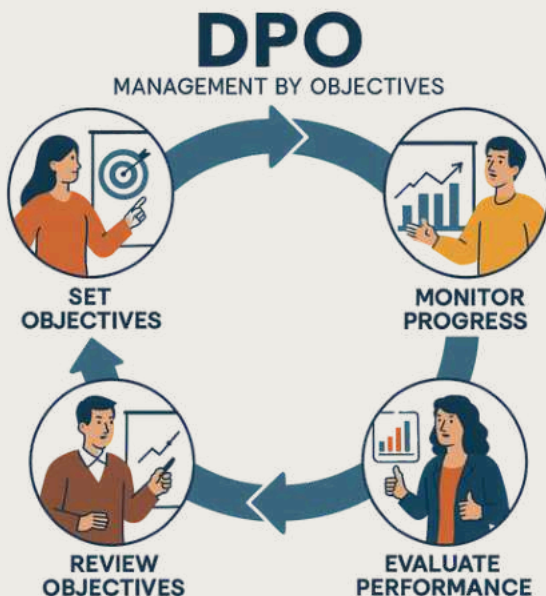 DPO
MANAGEMENT BY OBJECTIVES
SET
OBJECTIVES
MONITOR
PROGRESS
REVIEW
OBJECTIVES
EVALUATE
PERFORMANCE